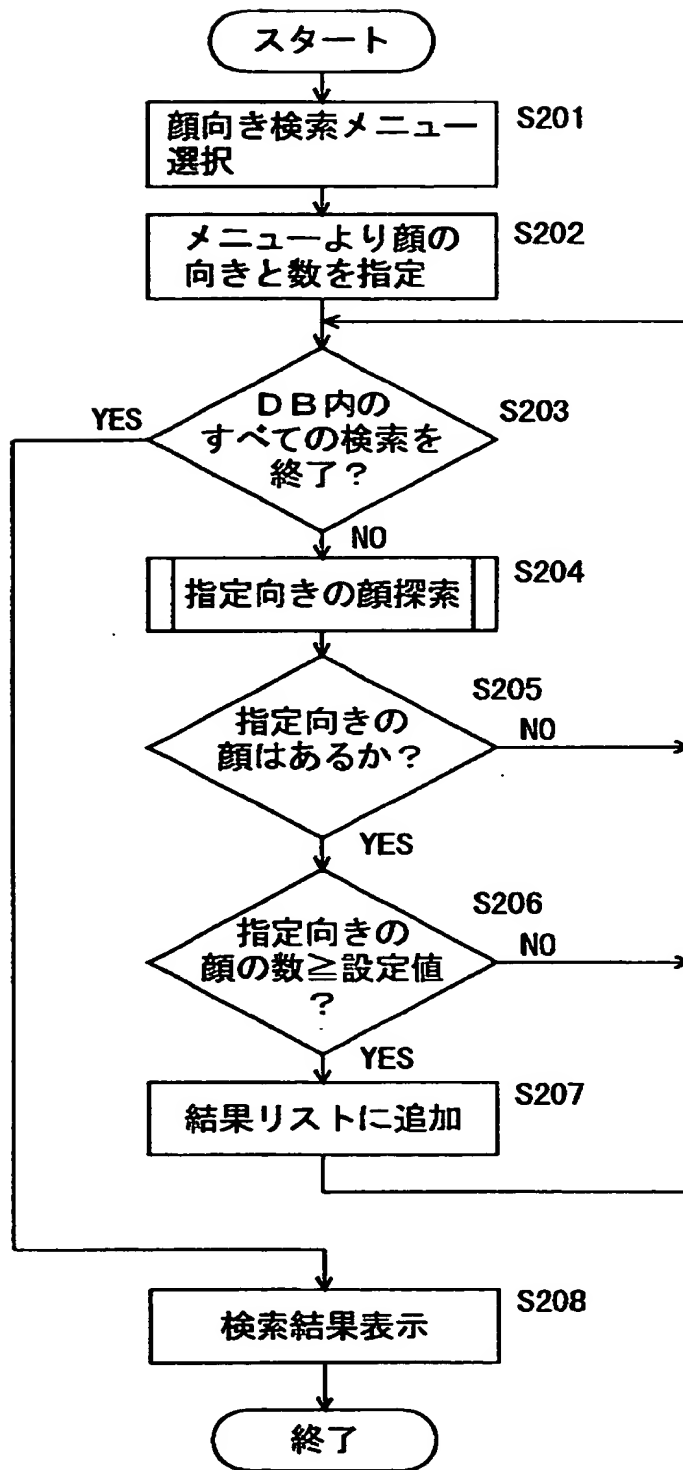 スタート
顔向き検索メニュー
選択
S201
メニューより顔の
向きと数を指定
S202
DB内の
すべての検索を
終了?
S203
YES
NO
指定向きの顔探索
S204
指定向きの
顔はあるか?
S205
NO
YES
指定向きの
顔の数≧設定値
?
S206
NO
YES
結果リストに追加
S207
検索結果表示
S208
終了